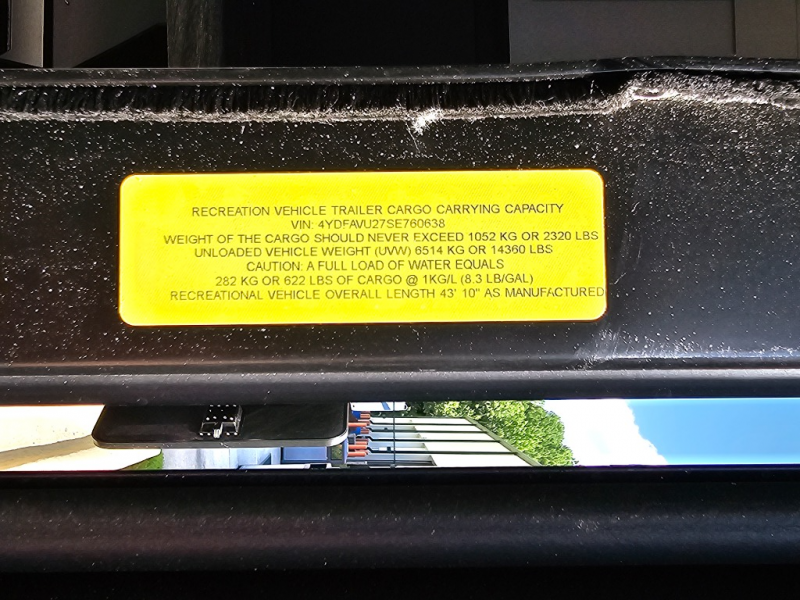 RECREATION VEHICLE TRAILER CARGO CARRYING CAPACITY
VIN: 4YDFAVU27SE760638
WEIGHT OF THE CARGO SHOULD NEVER EXCEED 1052 KG OR 2320 LBS
UNLOADED VEHICLE WEIGHT (UVW) 6514 KG OR 14360 LBS
CAUTION: A FULL LOAD OF WATER EQUALS
282 KG OR 622 LBS OF CARGO @ 1KG/L (8.3 LB/GAL)
RECREATIONAL VEHICLE OVERALL LENGTH 43' 10" AS MANUFACTURED